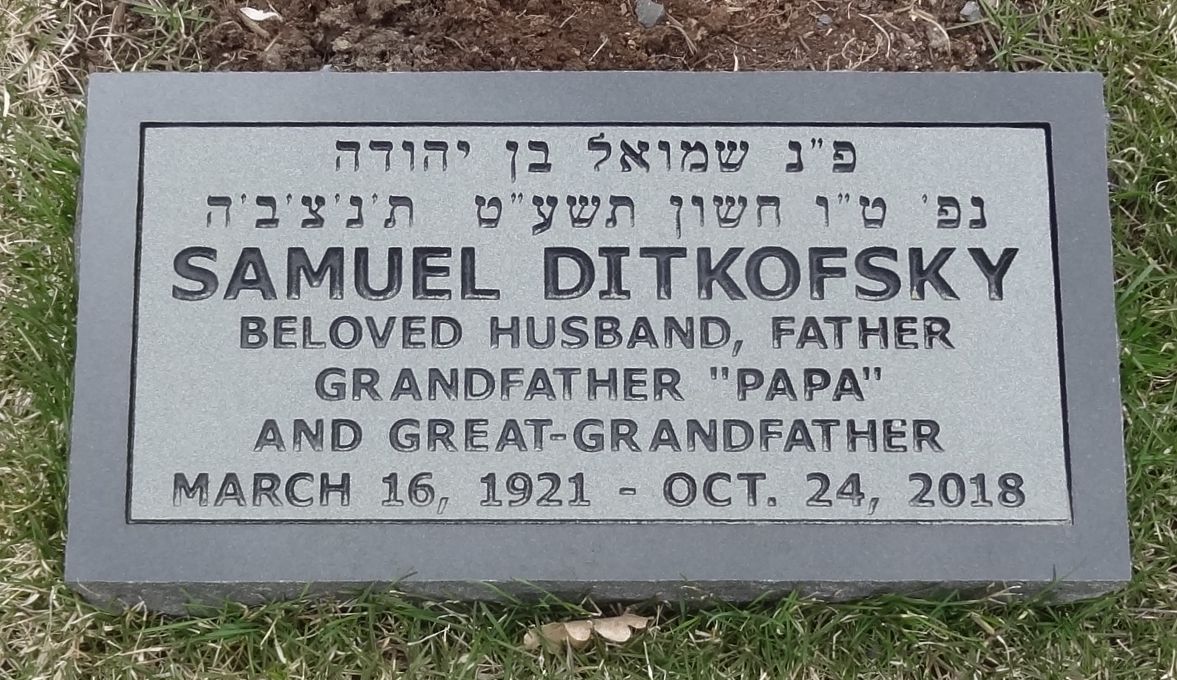 פ"נ שמואל בן יהודה
נפ' ט"ו חשון תשע"ט ת'נ'צ'ב'ה
SAMUEL DITKOFSKY
BELOVED HUSBAND, FATHER
GRANDFATHER "PAPA"
AND GREAT-GRANDFATHER
MARCH 16, 1921 - OCT. 24, 2018